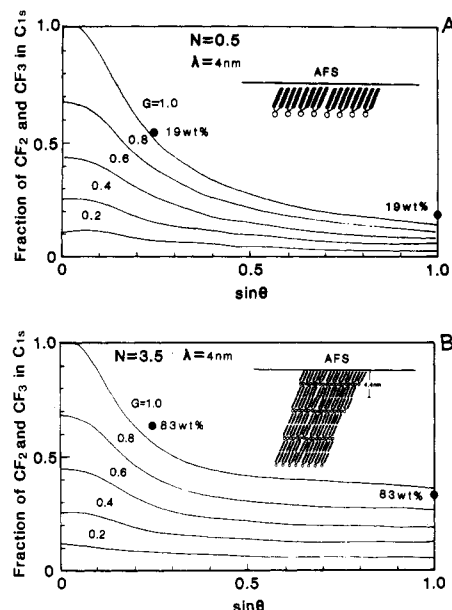 A
N=0.5
λ=4nm
AFS
G=1.0
0.8
0.6
0.4
0.2
19wt%
19wt%
1.0
0.5
0
Fraction of CF₂ and CF₃ in C₁ₛ
0
0.5
1.0
sinθ
B
N=3.5 λ=4nm
AFS
G=1.0
0.8
0.6
0.4
0.2
83wt%
83wt%
1.0
0.5
0
Fraction of CF₂ and CF₃ in C₁ₛ
0
0.5
1.0
sinθ